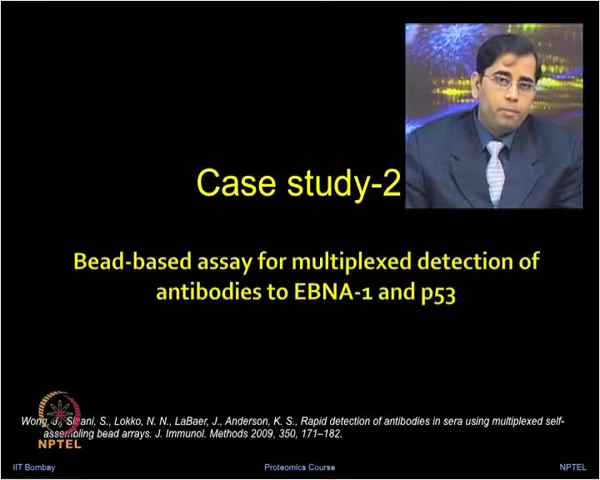 Case study-2
Bead-based assay for multiplexed detection of
antibodies to EBNA-1 and p53
Wong, J., S, S., Lokko, N. N., LaBaer, J., Anderson, K. S., Rapid detection of antibodies in sera using multiplexed self-
assembling bead arrays. J. Immunol. Methods 2009, 350, 171–182.
NPTEL
IIT Bombay
Proteomics Course
NPTEL